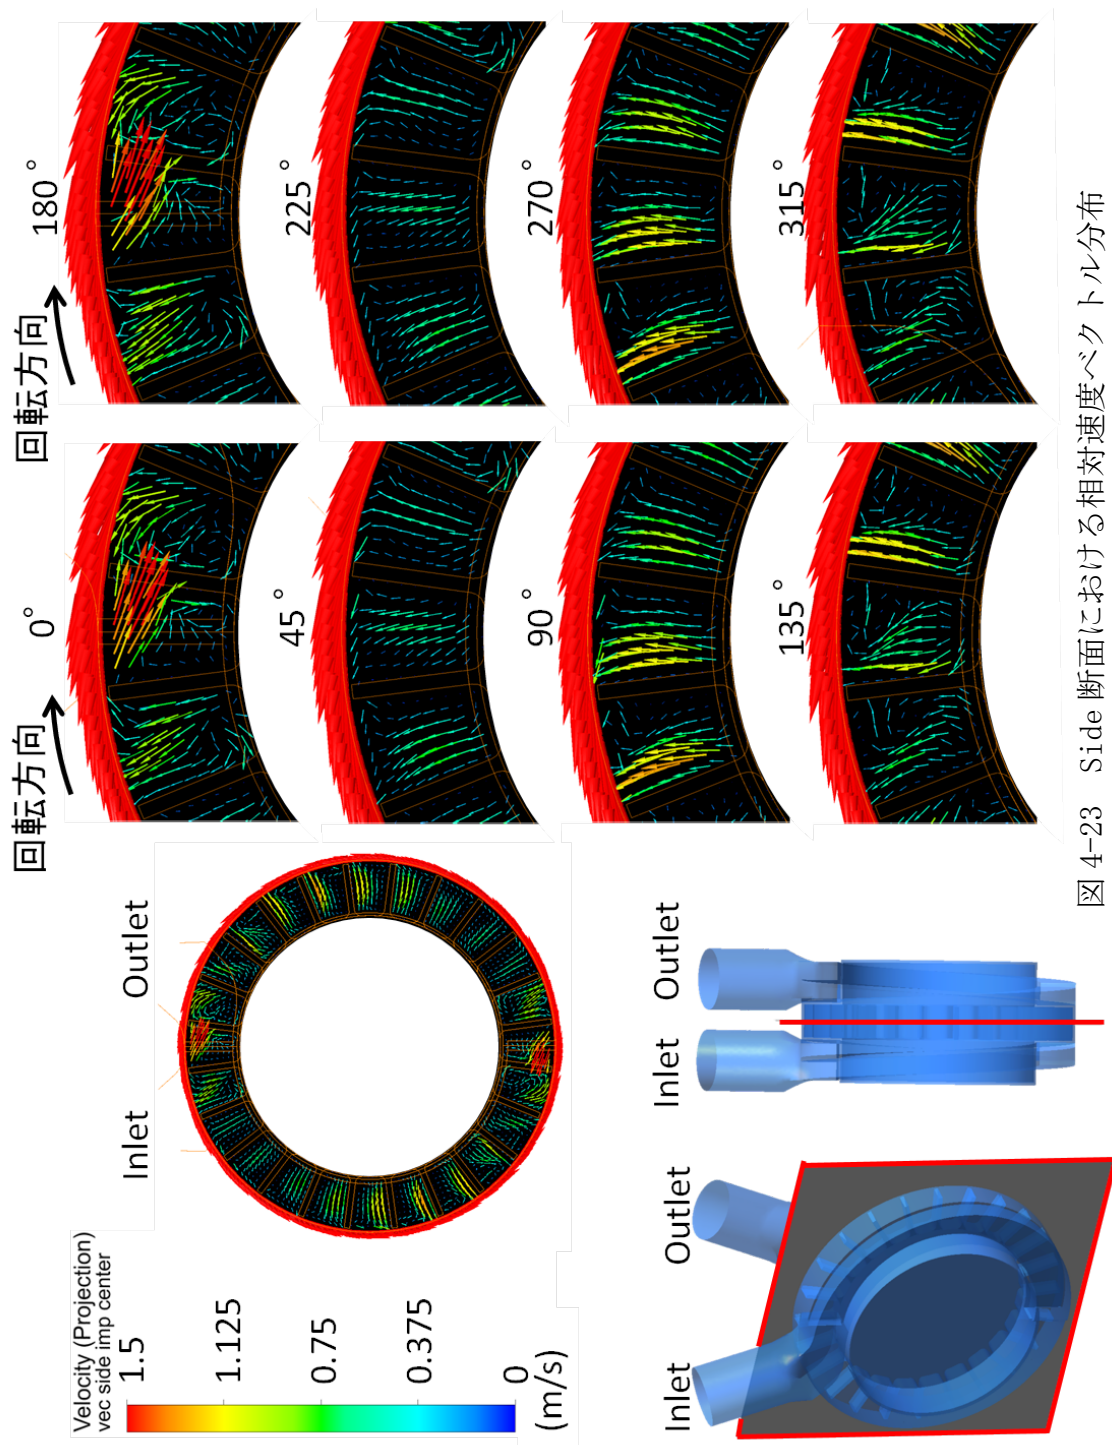 Velocity (Projection)
vec side imp center
1.5
1.125
0.75
0.375
0
(m/s)
Inlet
Outlet
回転方向
0°
回転方向
180°
45°
225°
90°
270°
135°
315°
Inlet
Outlet
Inlet
Outlet
図 4-23 Side 断面における相対速度ベクトル分布